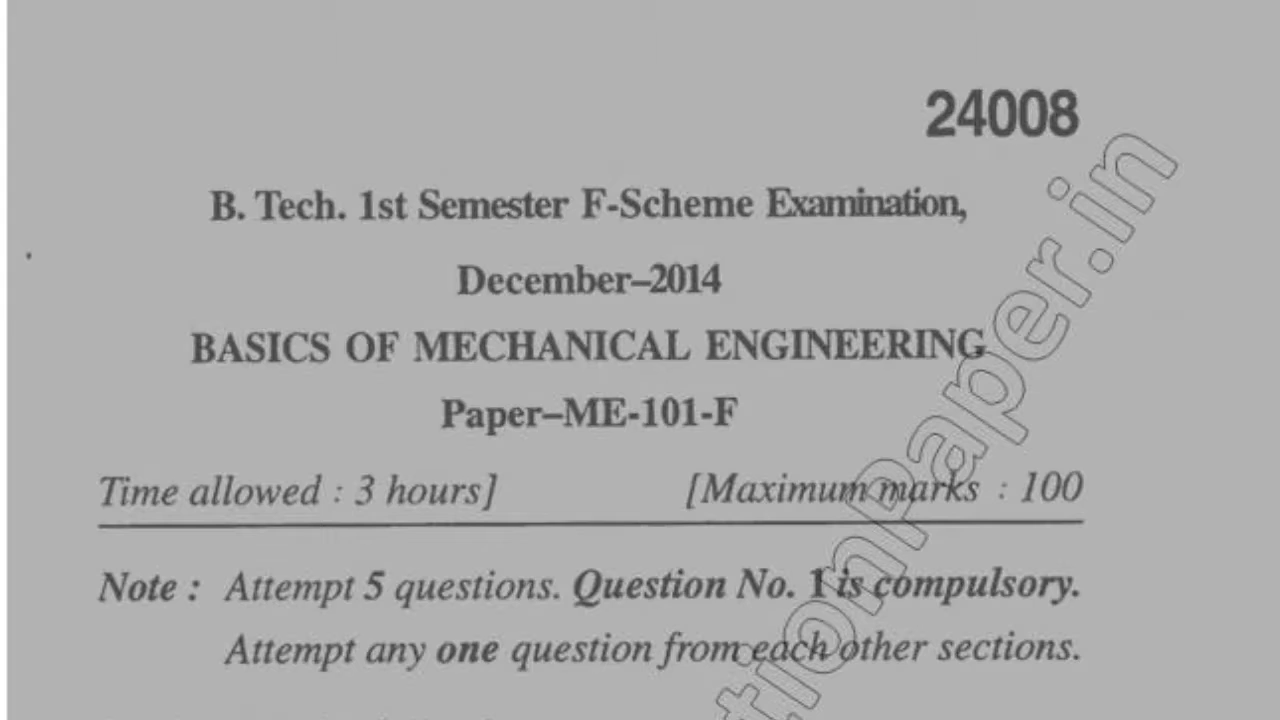 24008
B. Tech. 1st Semester F-Scheme Examination,
December–2014
BASICS OF MECHANICAL ENGINEERING
Paper–ME-101-F
Time allowed : 3 hours] [Maximum marks : 100
Note : Attempt 5 questions. Question No. 1 is compulsory.
Attempt any one question from each other sections.
tionPaper.in